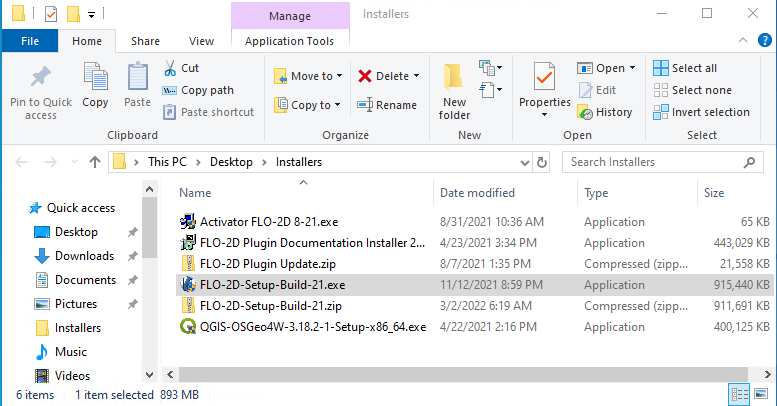 Manage
Installers
File
Home
Share
View
Application Tools
Pin to Quick access
Copy
Paste
Cut
Copy path
Paste shortcut
Clipboard
Move to
Copy to
Delete
Rename
Organize
New folder
New
Properties
Open
Edit
History
Open
Select all
Select none
Invert selection
Select
This PC > Desktop > Installers
Search Installers
Name Date modified Type Size
Quick access
Desktop
Downloads
Documents
Pictures
Installers
Music
Videos
Activator FLO-2D 8-21.exe 8/31/2021 10:36 AM Application 65 KB
FLO-2D Plugin Documentation Installer 2... 4/23/2021 3:34 PM Application 443,029 KB
FLO-2D Plugin Update.zip 8/7/2021 1:35 PM Compressed (zipp... 21,558 KB
FLO-2D-Setup-Build-21.exe 11/12/2021 8:59 PM Application 915,440 KB
FLO-2D-Setup-Build-21.zip 3/2/2022 6:19 AM Compressed (zipp... 911,691 KB
QGIS-OSGeo4W-3.18.2-1-Setup-x86_64.exe 4/22/2021 2:16 PM Application 400,125 KB
6 items 1 item selected 893 MB